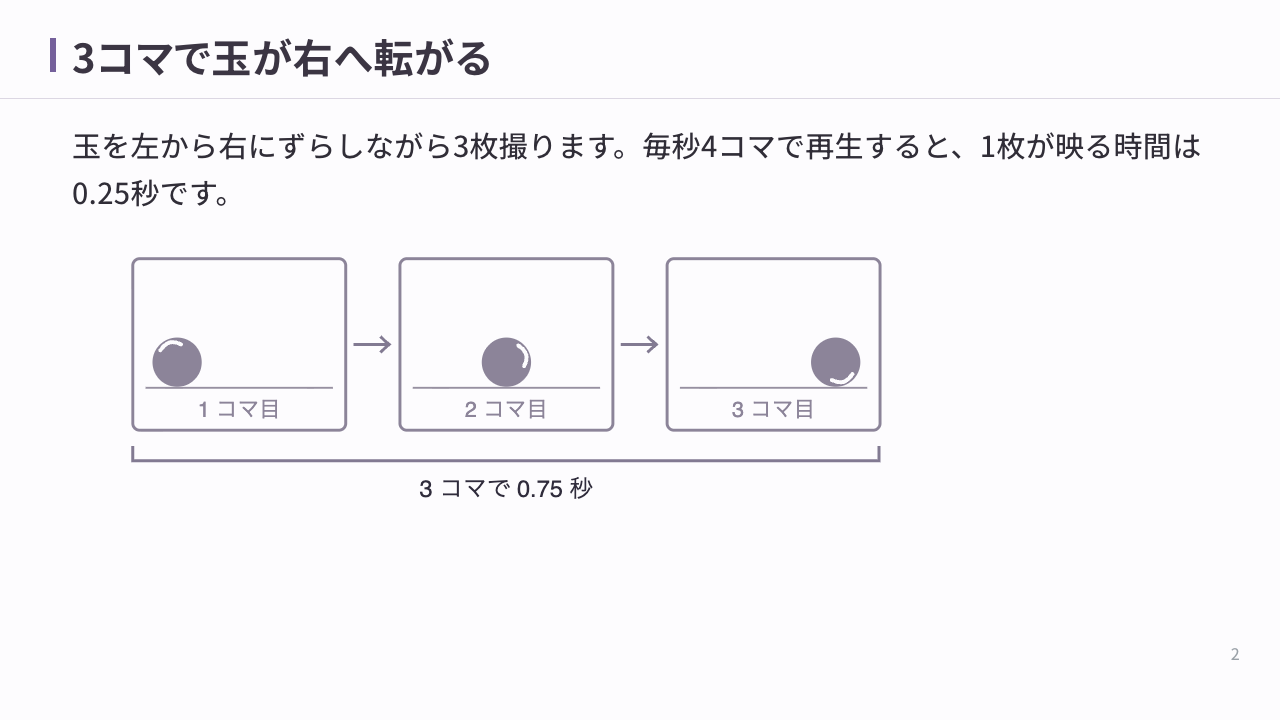 3コマで玉が右へ転がる
玉を左から右にずらしながら3枚撮ります。毎秒4コマで再生すると、1枚が映る時間は
0.25秒です。
1 コマ目
2 コマ目
3 コマ目
3 コマで 0.75 秒
2